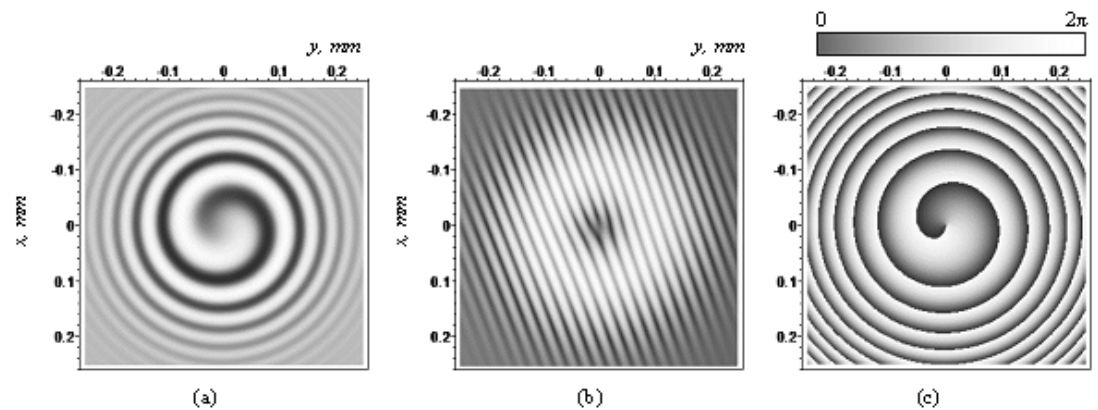 0 2π
y, mm y, mm
-0.2 -0.1 0 0.1 0.2 -0.2 -0.1 0 0.1 0.2 -0.2 -0.1 0 0.1 0.2
-0.2 -0.2 -0.2
-0.1 -0.1 -0.1
x, mm 0 x, mm 0 0
0.1 0.1 0.1
0.2 0.2 0.2
(a) (b) (c)